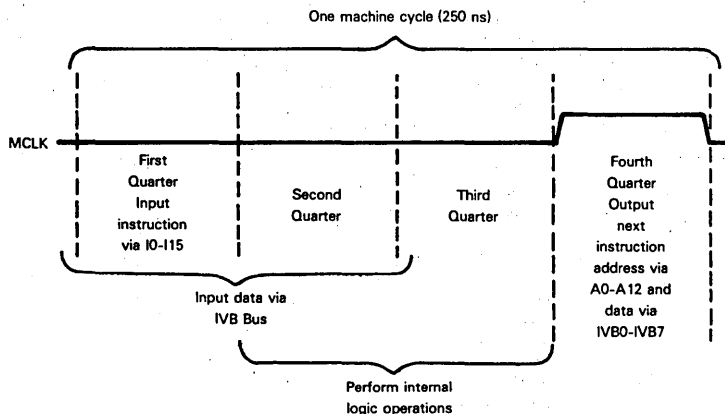 One machine cycle (250 ns)
MCLK
First
Quarter
Input
instruction
via I0-I15
Second
Quarter
Third
Quarter
Fourth
Quarter
Output
next
instruction
address via
A0-A12 and
data via
IVB0-IVB7
Input data via
IVB Bus
Perform internal
logic operations